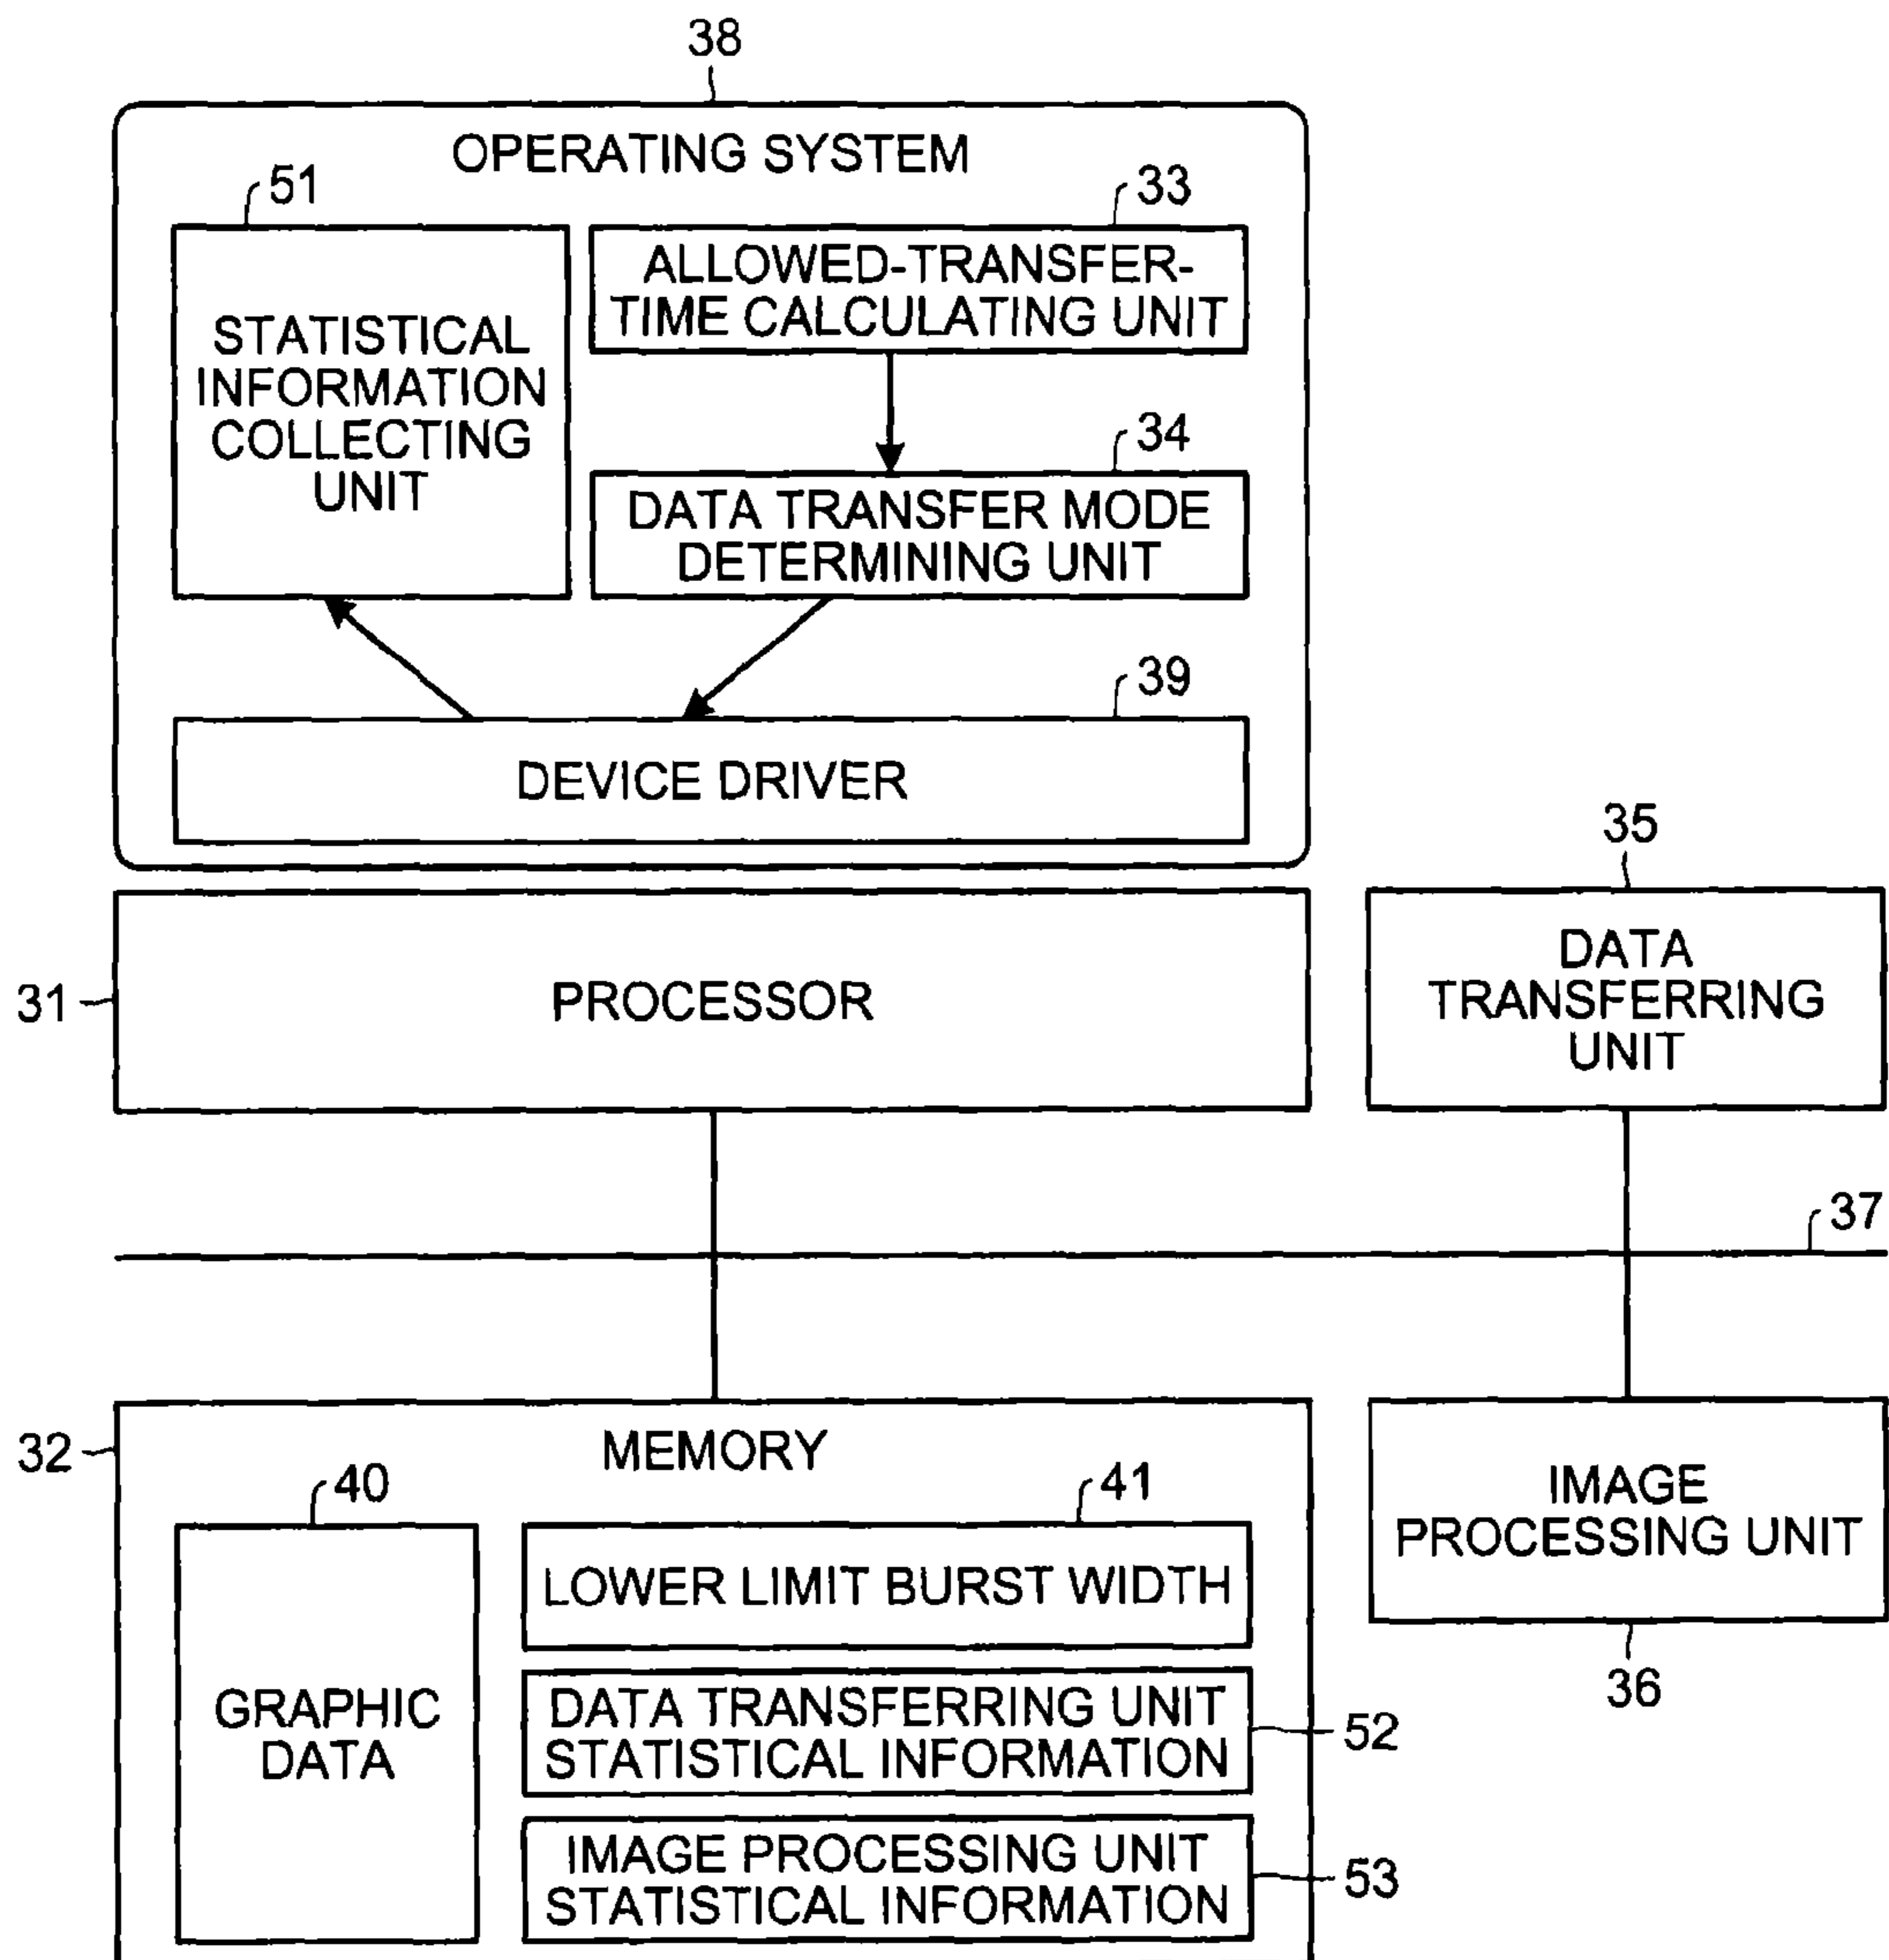 38
OPERATING SYSTEM
51
33
STATISTICAL
INFORMATION
COLLECTING
UNIT
ALLOWED-TRANSFER-
TIME CALCULATING UNIT
34
DATA TRANSFER MODE
DETERMINING UNIT
39
DEVICE DRIVER
35
31
PROCESSOR
DATA
TRANSFERRING
UNIT
37
32
MEMORY
40
41
GRAPHIC
DATA
LOWER LIMIT BURST WIDTH
DATA TRANSFERRING UNIT
STATISTICAL INFORMATION
52
IMAGE PROCESSING UNIT
STATISTICAL INFORMATION
53
IMAGE
PROCESSING UNIT
36